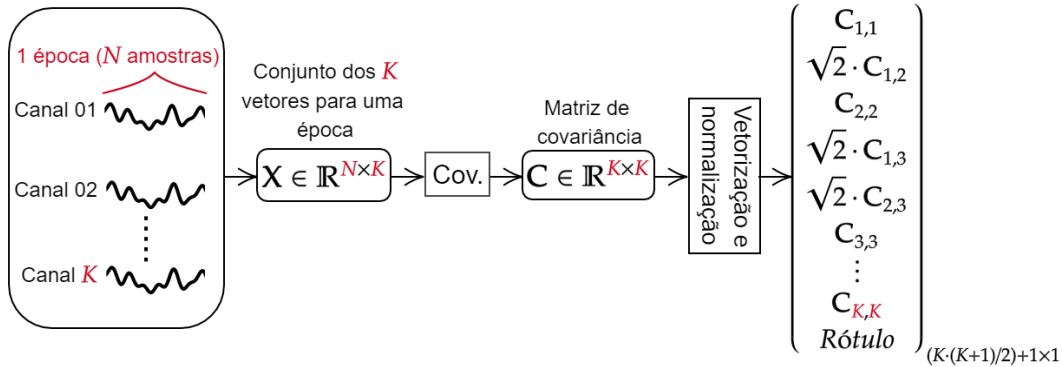 1 época (N amostras)
Canal 01
Canal 02
Canal K
Conjunto dos K
vetores para uma
época
X ∈ ℝ^{N×K}
Cov.
Matriz de
covariância
C ∈ ℝ^{K×K}
Vetorização e
normalização
C_{1,1}
√2 · C_{1,2}
C_{2,2}
√2 · C_{1,3}
√2 · C_{2,3}
C_{3,3}
⋮
C_{K,K}
Rótulo
(K·(K+1)/2)+1×1